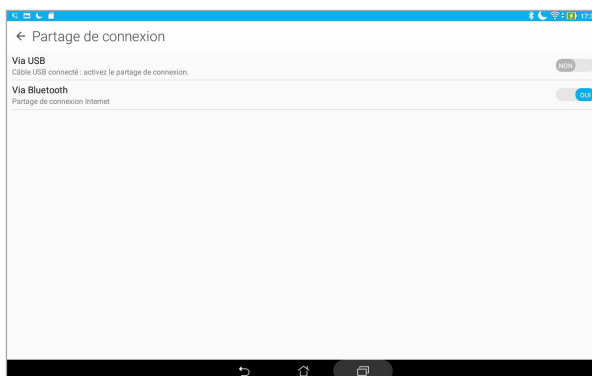 Partage de connexion
Via USB
Câble USB connecté : activez le partage de connexion.
NON
Via Bluetooth
Partage de connexion Internet
OUI